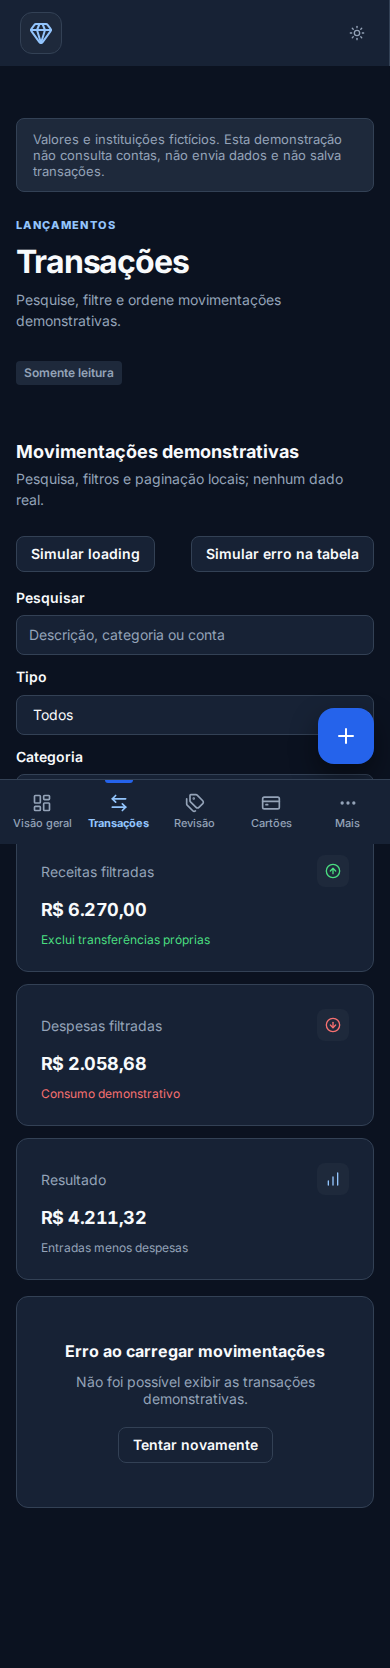 Valores e instituições fictícios. Esta demonstração
não consulta contas, não envia dados e não salva
transações.
LANÇAMENTOS
Transações
Pesquise, filtre e ordene movimentações
demonstrativas.
Somente leitura
Movimentações demonstrativas
Pesquisa, filtros e paginação locais; nenhum dado
real.
Simular loading
Simular erro na tabela
Pesquisar
Descrição, categoria ou conta
Tipo
Todos
Categoria
Visão geral
Transações
Revisão
Cartões
Mais
Receitas filtradas
R$ 6.270,00
Exclui transferências próprias
Despesas filtradas
R$ 2.058,68
Consumo demonstrativo
Resultado
R$ 4.211,32
Entradas menos despesas
Erro ao carregar movimentações
Não foi possível exibir as transações
demonstrativas.
Tentar novamente